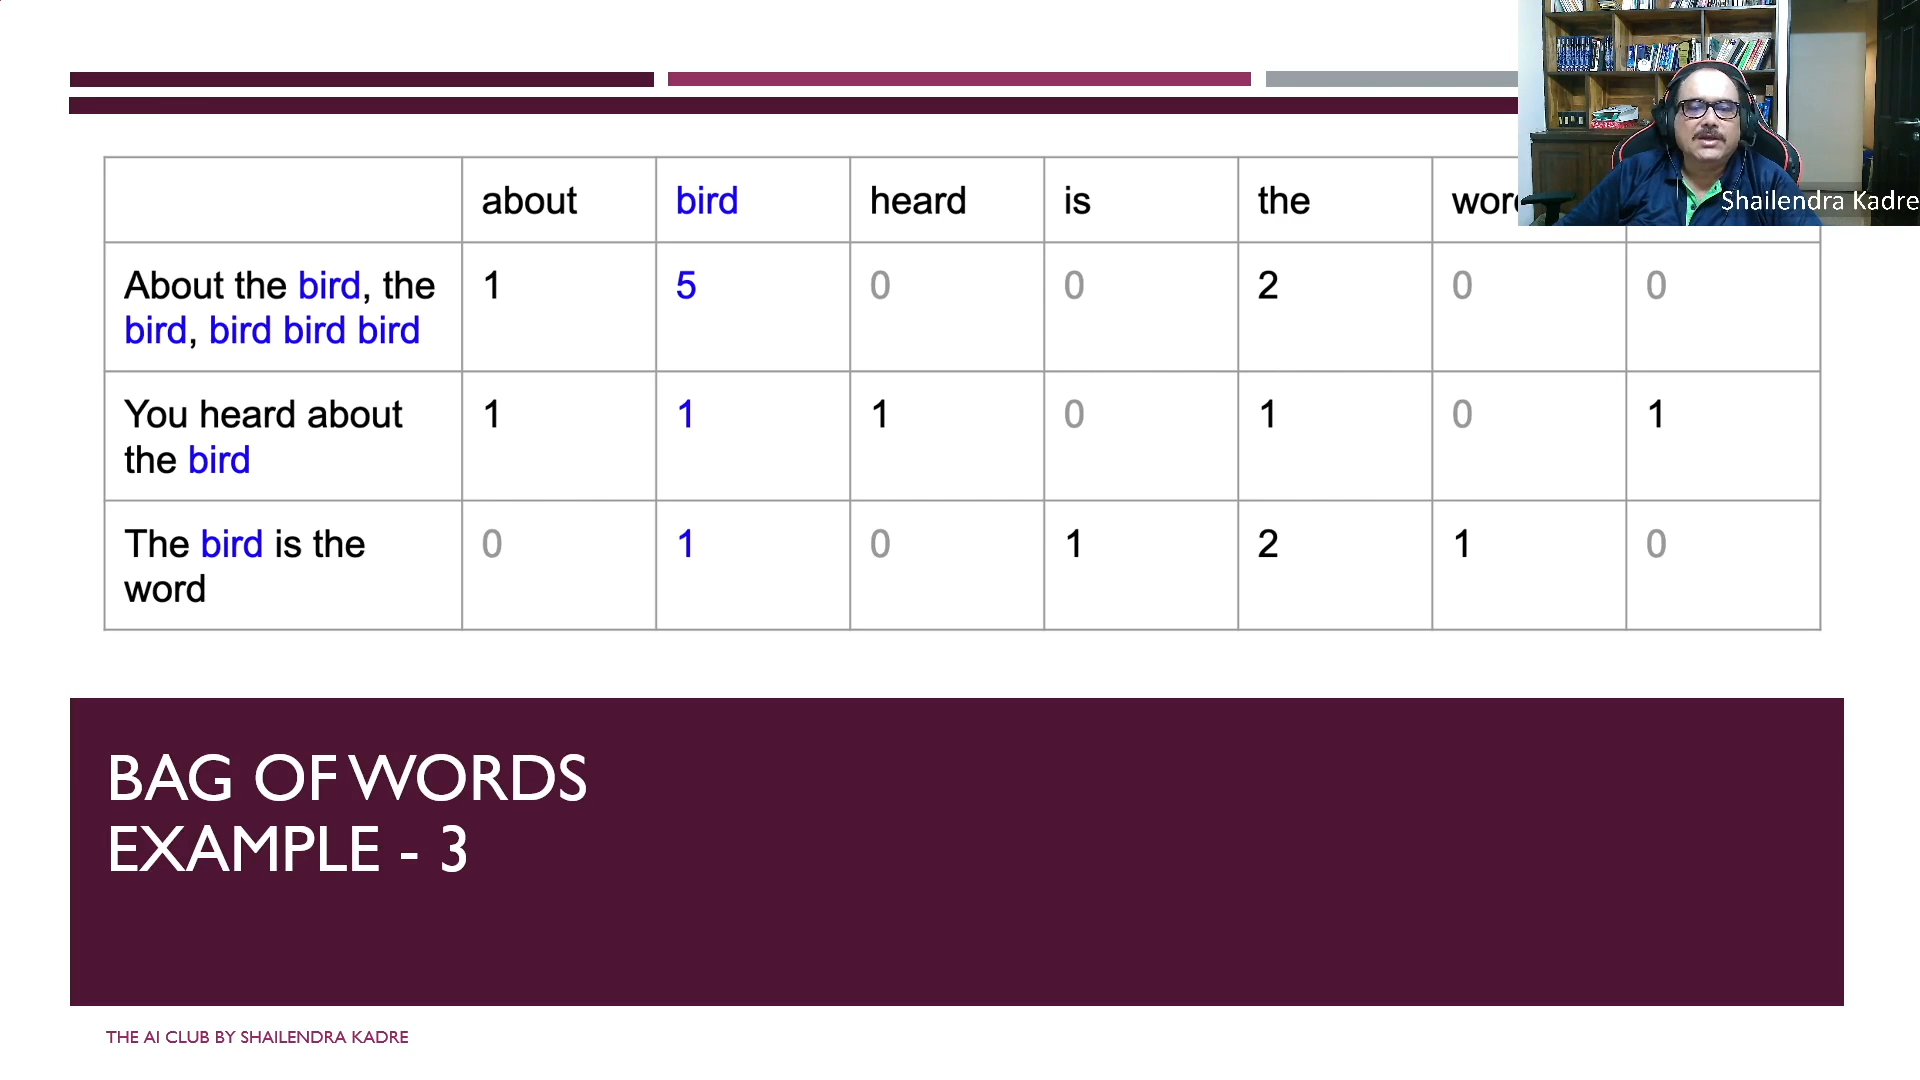 about bird heard is the
About the bird, the 1 5 0 0 2 0 0
bird, bird bird bird
You heard about 1 1 1 0 1 0 1
the bird
The bird is the 0 1 0 1 2 1 0
word
Shailendra Kadre
BAG OF WORDS
EXAMPLE - 3
THE AI CLUB BY SHAILENDRA KADRE